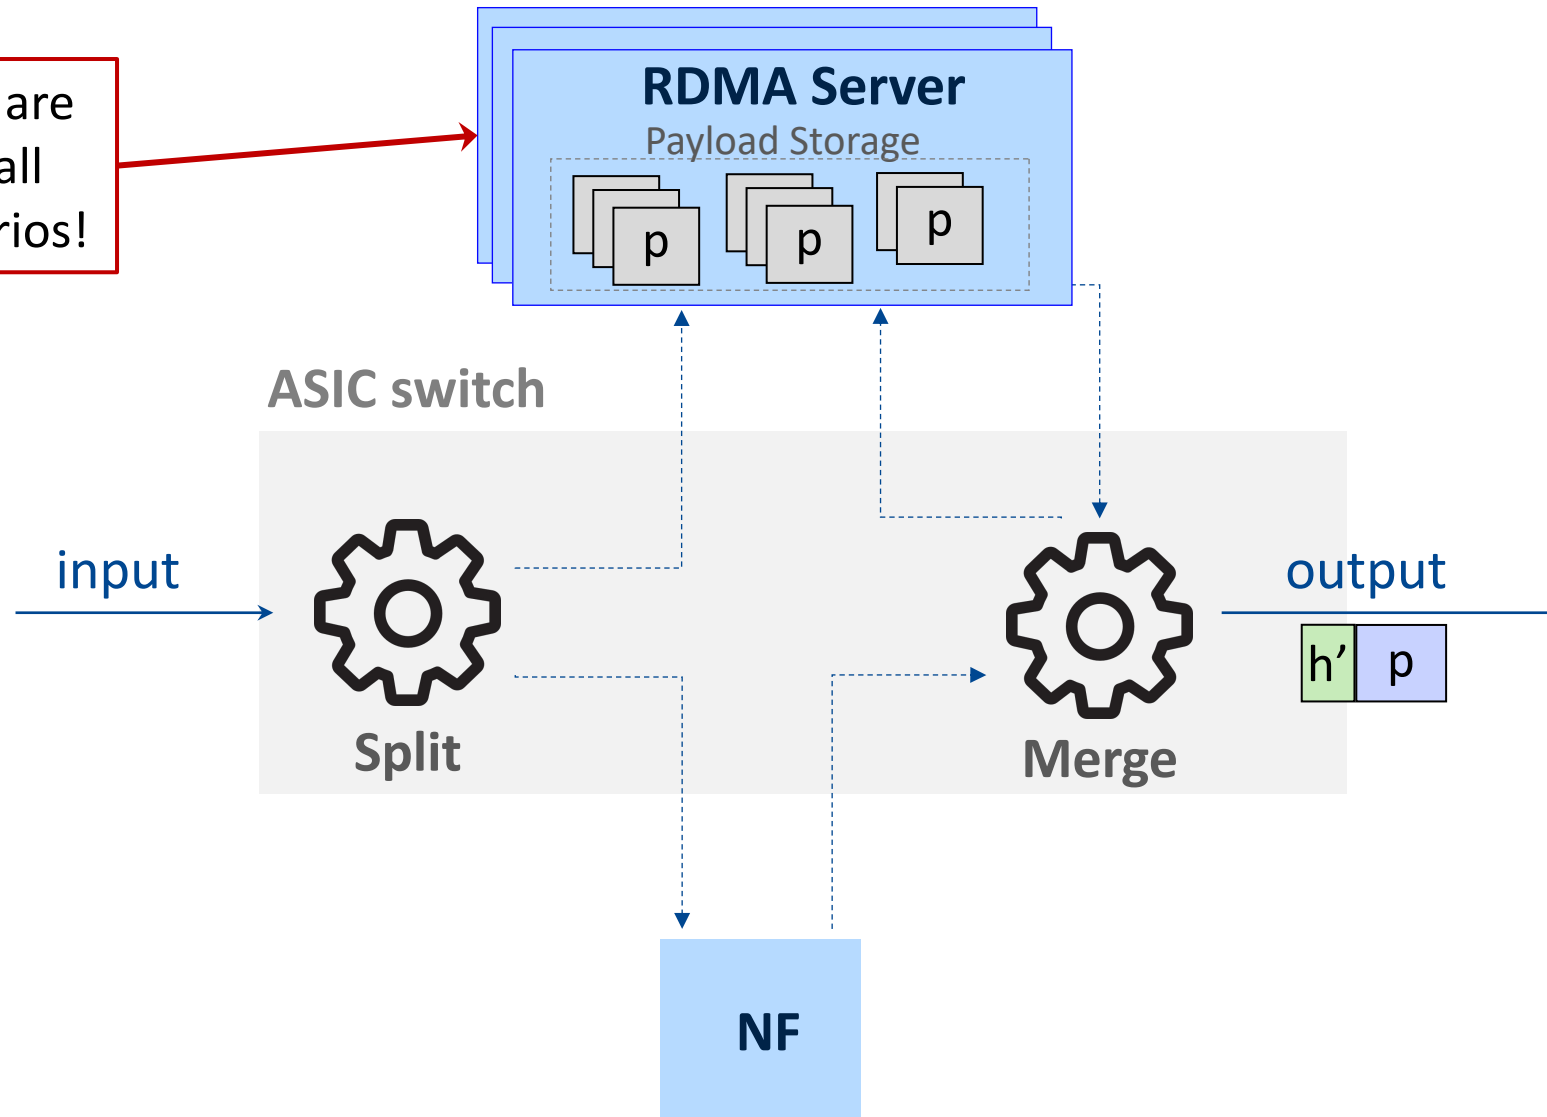 are
all
rios!
RDMA Server
Payload Storage
p
p
p
ASIC switch
input
output
h’
p
Split
Merge
NF